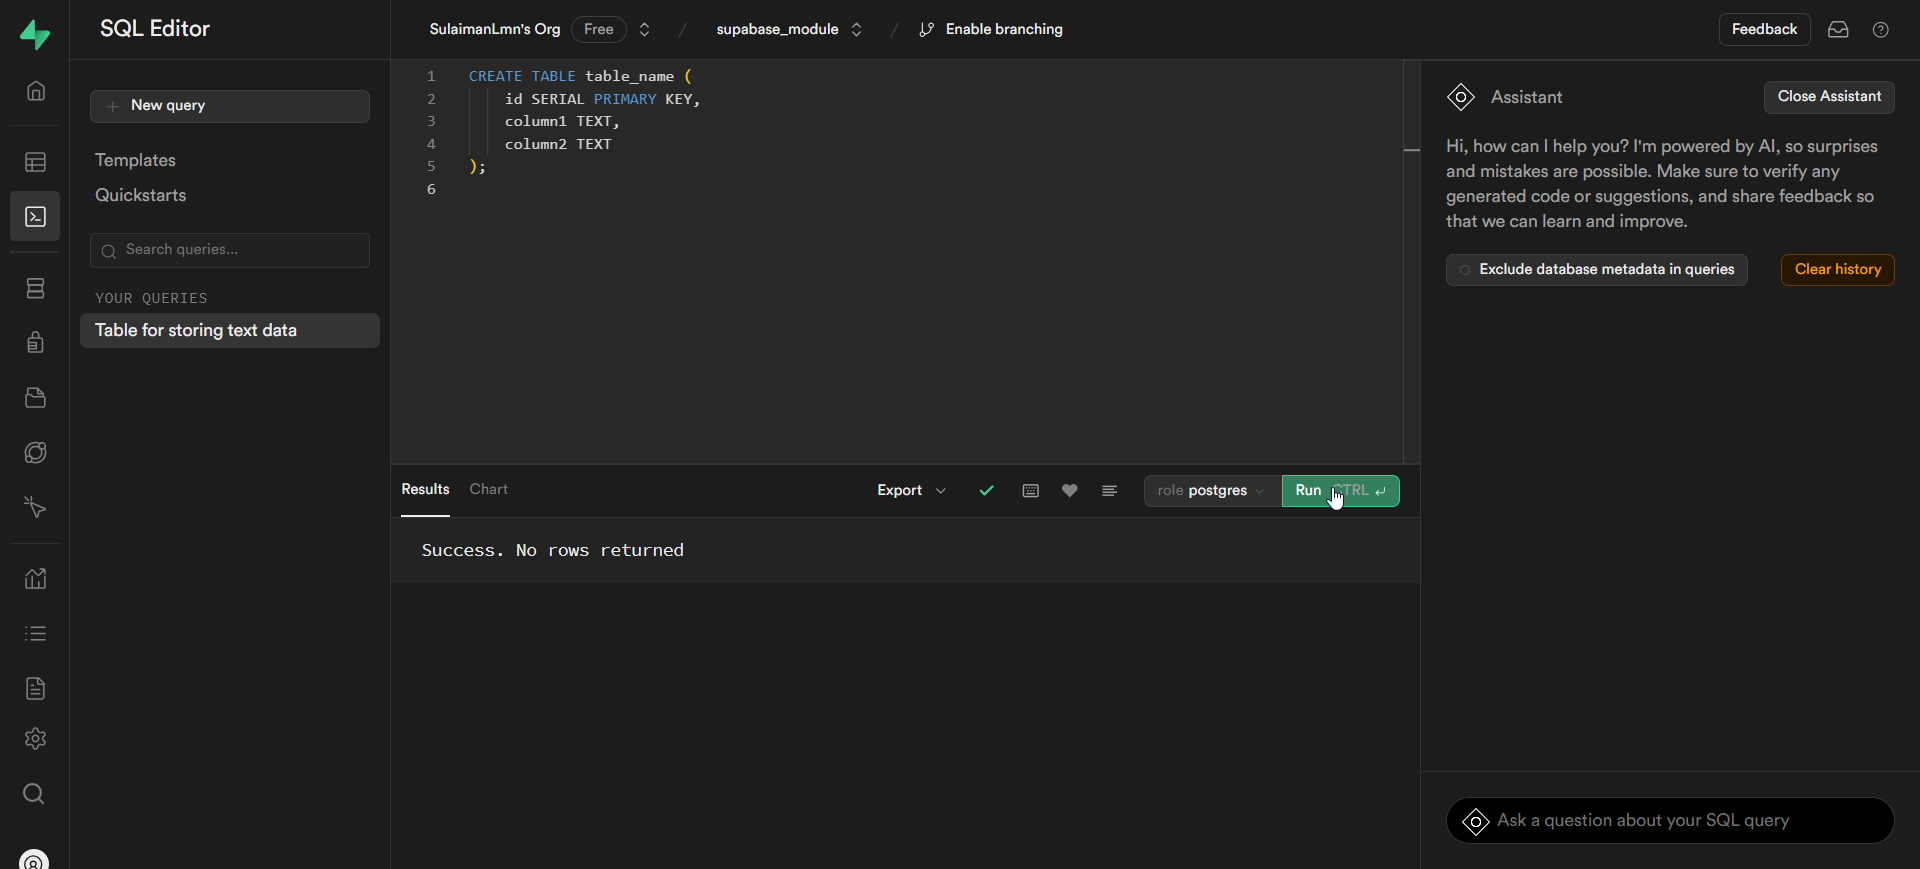 SQL Editor
SulaimanLmn's Org Free / supabase_module / Enable branching
Feedback
New query
Templates
Quickstarts
Search queries...
YOUR QUERIES
Table for storing text data
1 CREATE TABLE table_name (
2 id SERIAL PRIMARY KEY,
3 column1 TEXT,
4 column2 TEXT
5 );
6
Results Chart
Export
role postgres
Run CTRL ↵
Success. No rows returned
Assistant
Close Assistant
Hi, how can I help you? I'm powered by AI, so surprises
and mistakes are possible. Make sure to verify any
generated code or suggestions, and share feedback so
that we can learn and improve.
Exclude database metadata in queries
Clear history
Ask a question about your SQL query